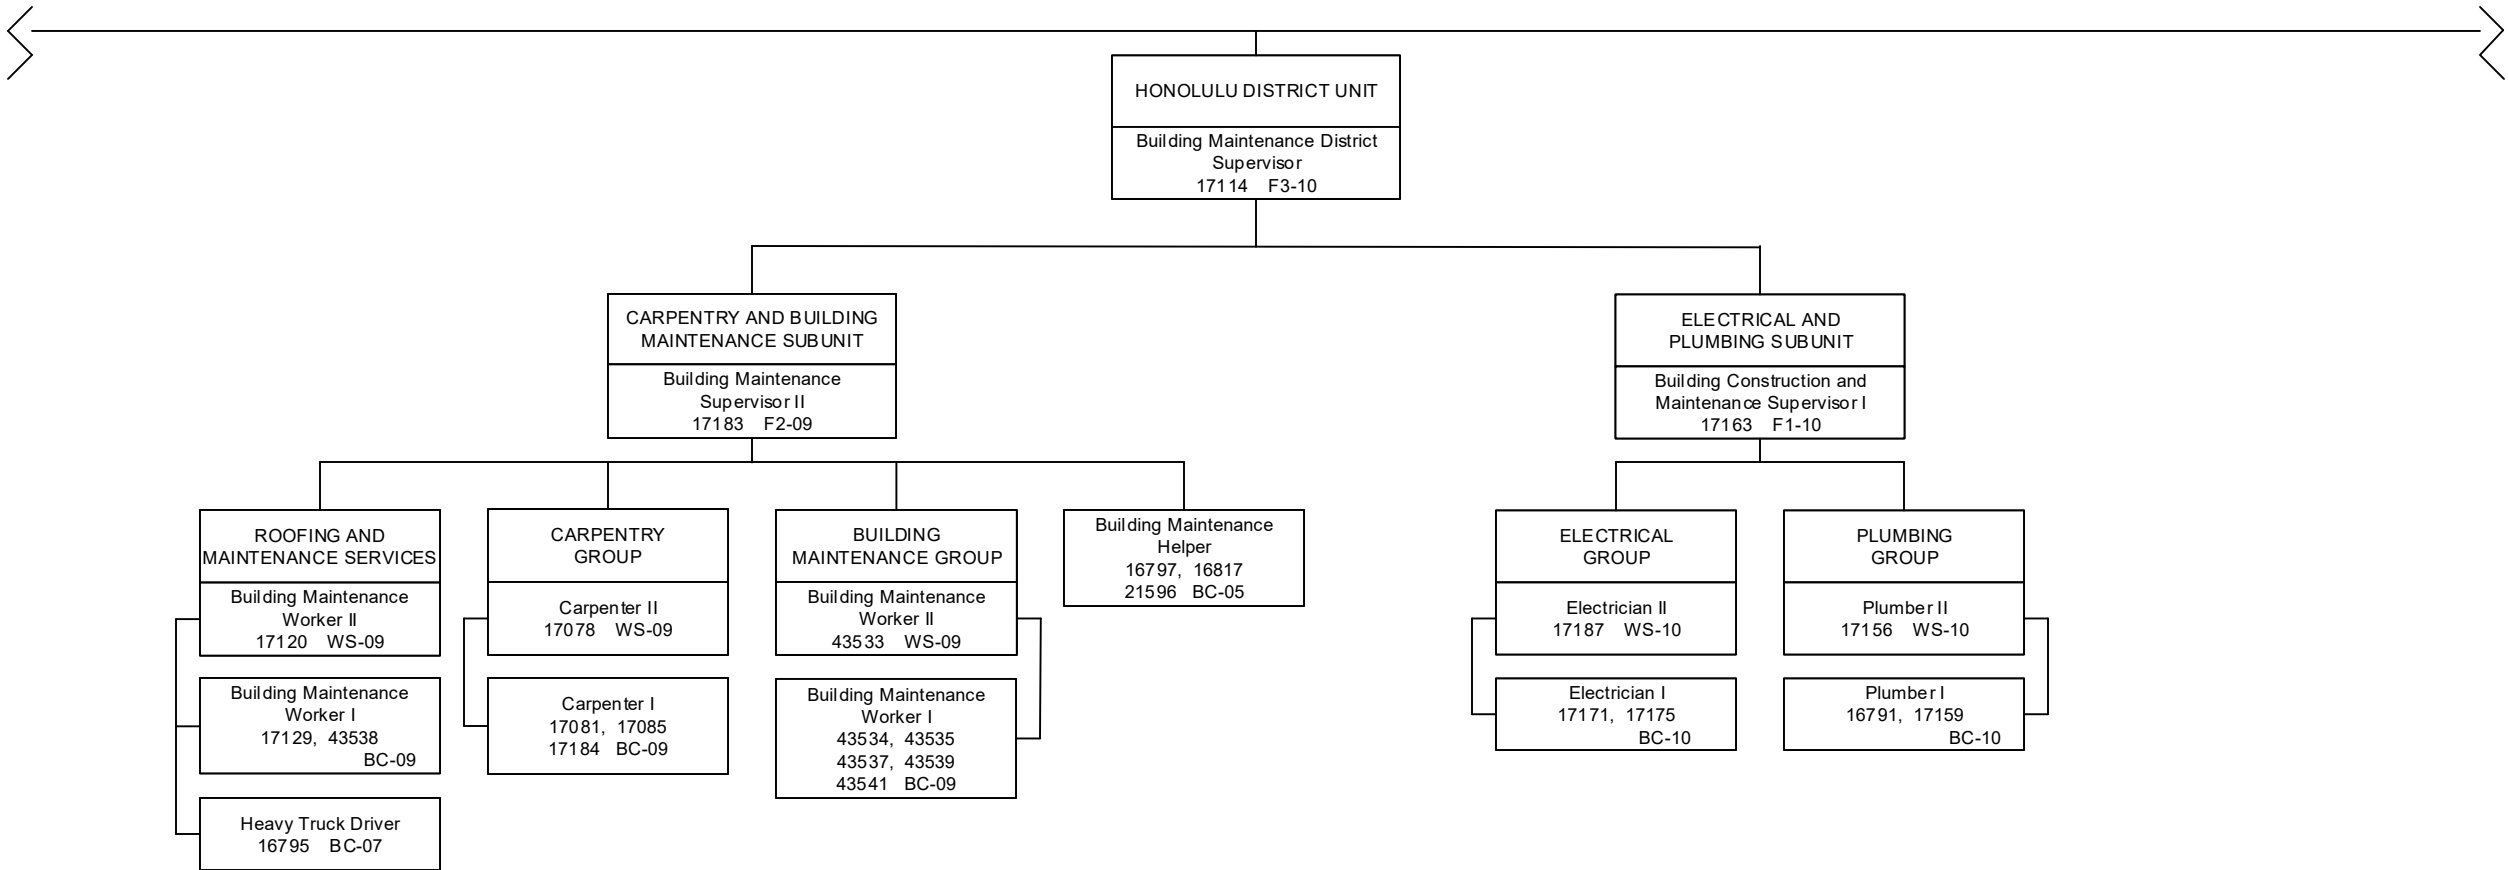 HONOLULU DISTRICT UNIT
Building Maintenance District
Supervisor
17114 F3-10
CARPENTRY AND BUILDING
MAINTENANCE SUBUNIT
Building Maintenance
Supervisor II
17183 F2-09
ELECTRICAL AND
PLUMBING SUBUNIT
Building Construction and
Maintenance Supervisor I
17163 F1-10
ROOFING AND
MAINTENANCE SERVICES
Building Maintenance
Worker II
17120 WS-09
Building Maintenance
Worker I
17129, 43538
BC-09
Heavy Truck Driver
16795 BC-07
CARPENTRY
GROUP
Carpenter II
17078 WS-09
Carpenter I
17081, 17085
17184 BC-09
BUILDING
MAINTENANCE GROUP
Building Maintenance
Worker II
43533 WS-09
Building Maintenance
Worker I
43534, 43535
43537, 43539
43541 BC-09
Building Maintenance
Helper
16797, 16817
21596 BC-05
ELECTRICAL
GROUP
Electrician II
17187 WS-10
Electrician I
17171, 17175
BC-10
PLUMBING
GROUP
Plumber II
17156 WS-10
Plumber I
16791, 17159
BC-10